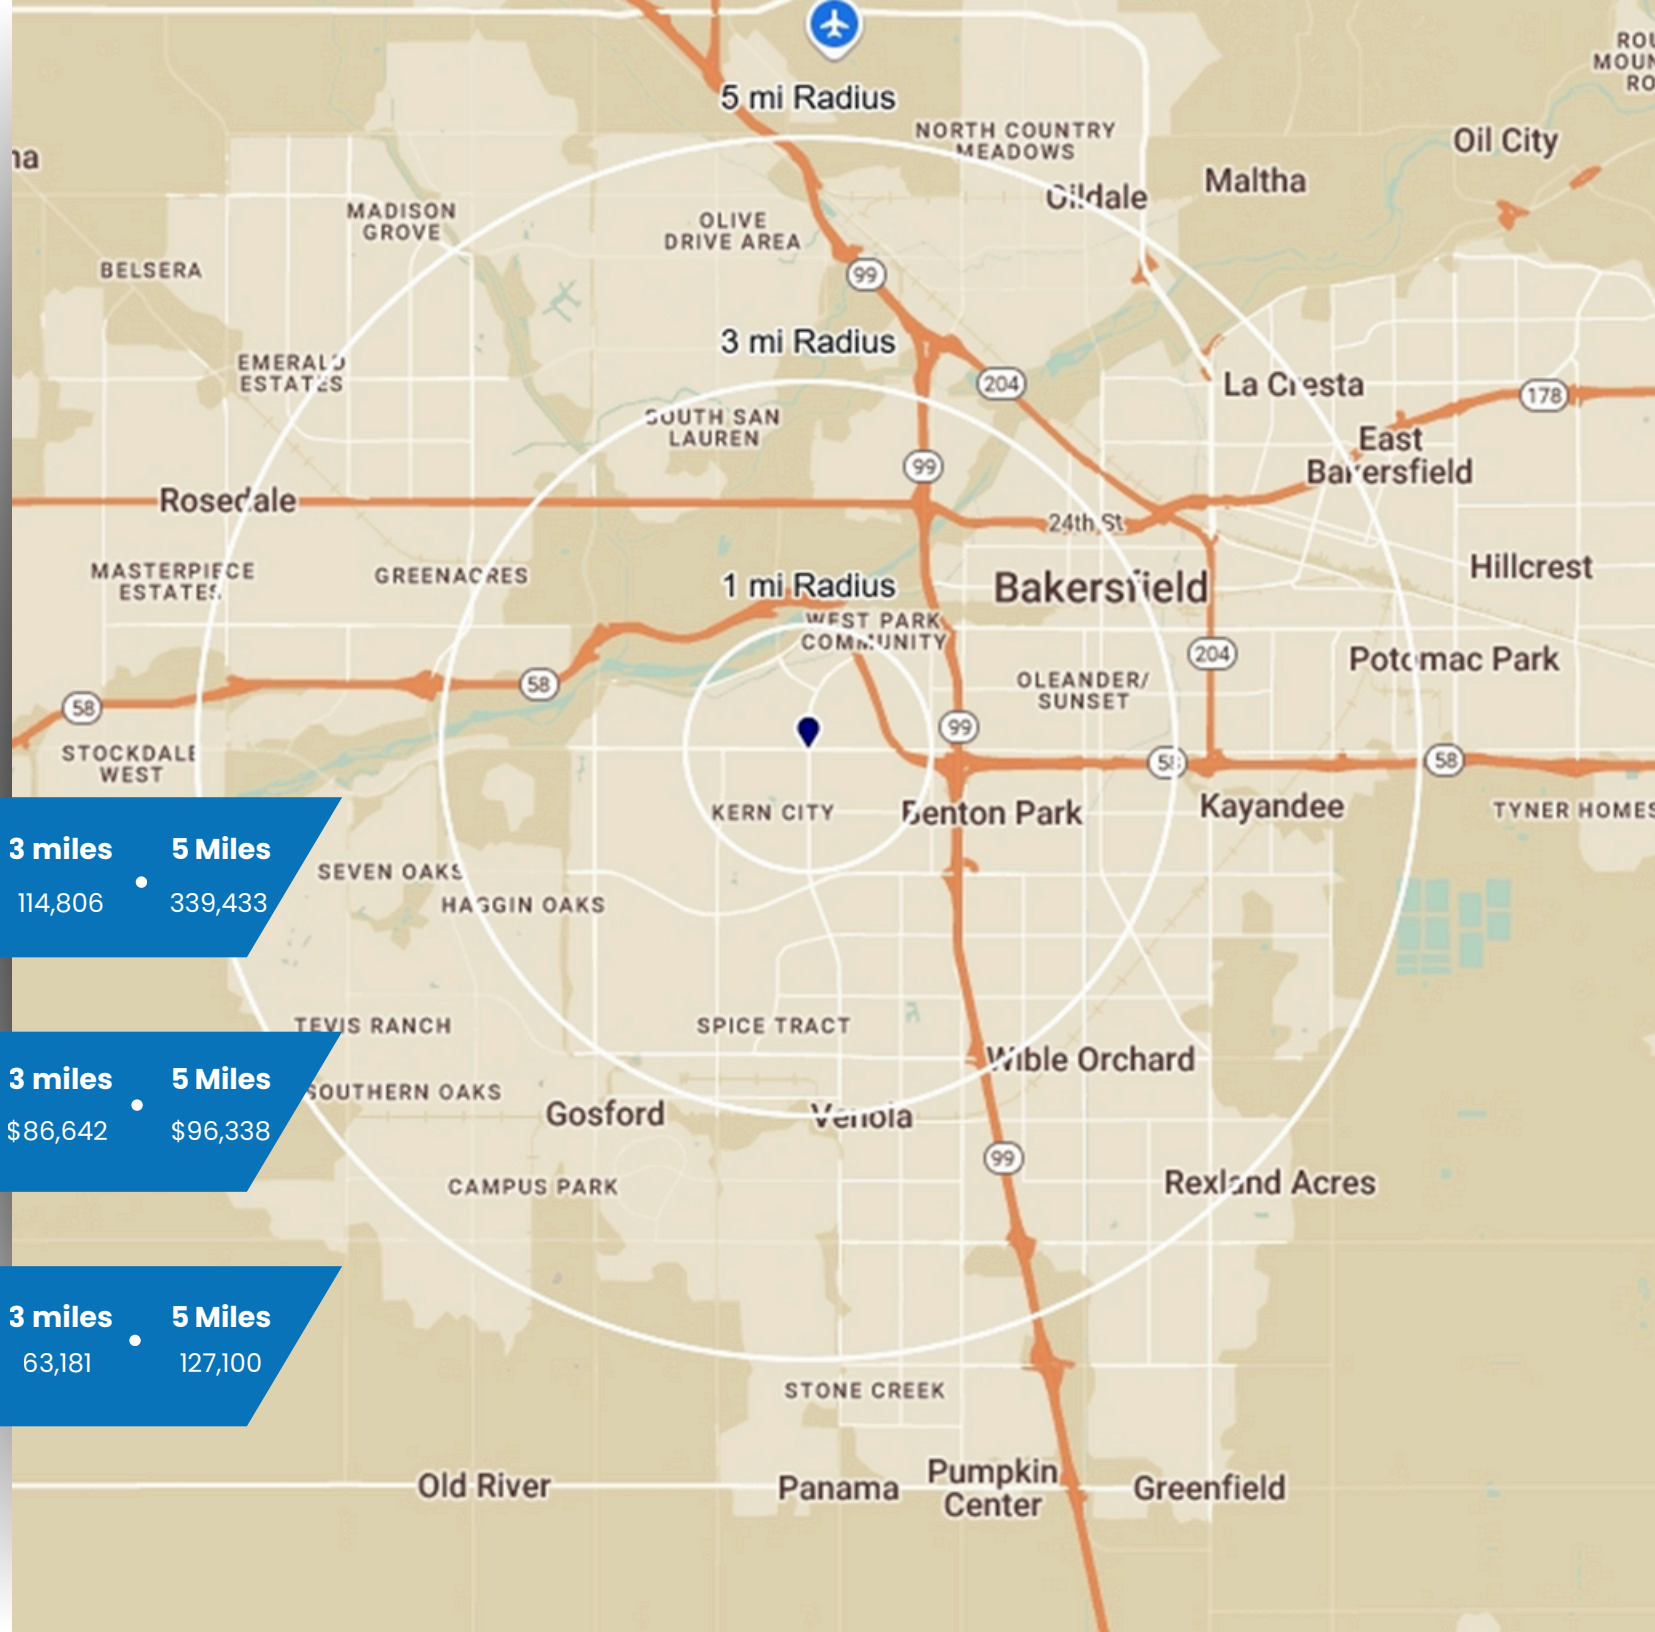 5 mi Radius
NORTH COUNTRY
MEADOWS
Oildale
Maltha
Oil City
MADISON
GROVE
OLIVE
DRIVE AREA
BELSERA
99
3 mi Radius
EMERALD
ESTATES
204
La Cresta
178
SOUTH SAN
LAUREN
East
Bakersfield
99
Rosedale
24th St
MASTERPIECE
ESTATES
GREENACRES
1 mi Radius
Bakersfield
Hillcrest
WEST PARK
COMMUNITY
204
Potomac Park
58
58
OLEANDER/
SUNSET
99
STOCKDALE
WEST
58
58
KERN CITY
Benton Park
Kayandee
TYNER HOMES
3 miles
5 Miles
114,806
339,433
SEVEN OAKS
HAGGIN OAKS
TEVIS RANCH
SPICE TRACT
Wible Orchard
3 miles
5 Miles
$86,642
$96,338
SOUTHERN OAKS
Gosford
Venola
99
CAMPUS PARK
Rexland Acres
3 miles
5 Miles
63,181
127,100
STONE CREEK
Old River
Panama
Pumpkin
Center
Greenfield